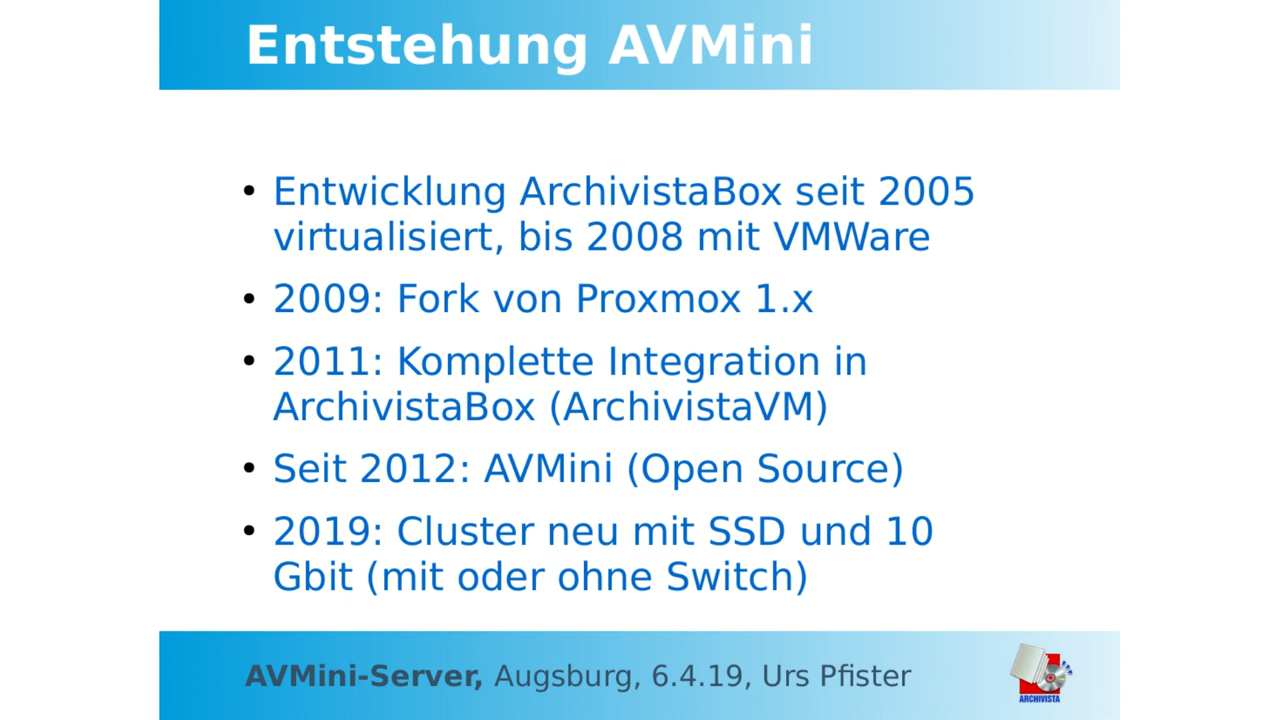 Entstehung AVMini
• Entwicklung ArchivistaBox seit 2005
virtualisiert, bis 2008 mit VMWare
• 2009: Fork von Proxmox 1.x
• 2011: Komplette Integration in
ArchivistaBox (ArchivistaVM)
• Seit 2012: AVMini (Open Source)
• 2019: Cluster neu mit SSD und 10
Gbit (mit oder ohne Switch)
AVMini-Server, Augsburg, 6.4.19, Urs Pfister
ARCHIVISTA